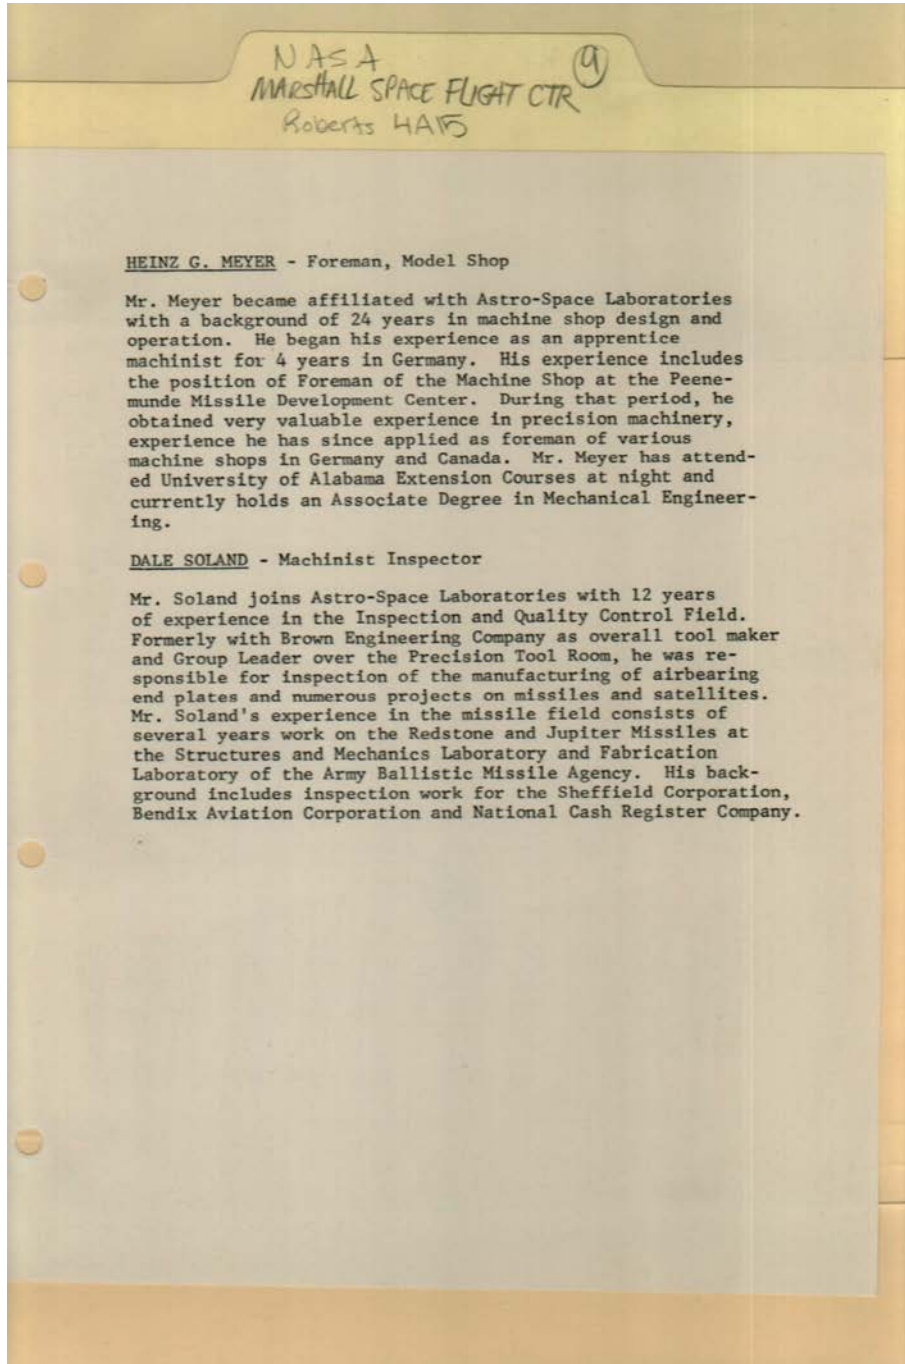 NASA
9
MARSHALL SPACE FLIGHT CTR
Roberts 4A15
HEINZ G. MEYER - Foreman, Model Shop
Mr. Meyer became affiliated with Astro-Space Laboratories
with a background of 24 years in machine shop design and
operation. He began his experience as an apprentice
machinist for 4 years in Germany. His experience includes
the position of Foreman of the Machine Shop at the Peene-
munde Missile Development Center. During that period, he
obtained very valuable experience in precision machinery,
experience he has since applied as foreman of various
machine shops in Germany and Canada. Mr. Meyer has attend-
ed University of Alabama Extension Courses at night and
currently holds an Associate Degree in Mechanical Engineer-
ing.
DALE SOLAND - Machinist Inspector
Mr. Soland joins Astro-Space Laboratories with 12 years
of experience in the Inspection and Quality Control Field.
Formerly with Brown Engineering Company as overall tool maker
and Group Leader over the Precision Tool Room, he was re-
sponsible for inspection of the manufacturing of airbearing
end plates and numerous projects on missiles and satellites.
Mr. Soland's experience in the missile field consists of
several years work on the Redstone and Jupiter Missiles at
the Structures and Mechanics Laboratory and Fabrication
Laboratory of the Army Ballistic Missile Agency. His back-
ground includes inspection work for the Sheffield Corporation,
Bendix Aviation Corporation and National Cash Register Company.